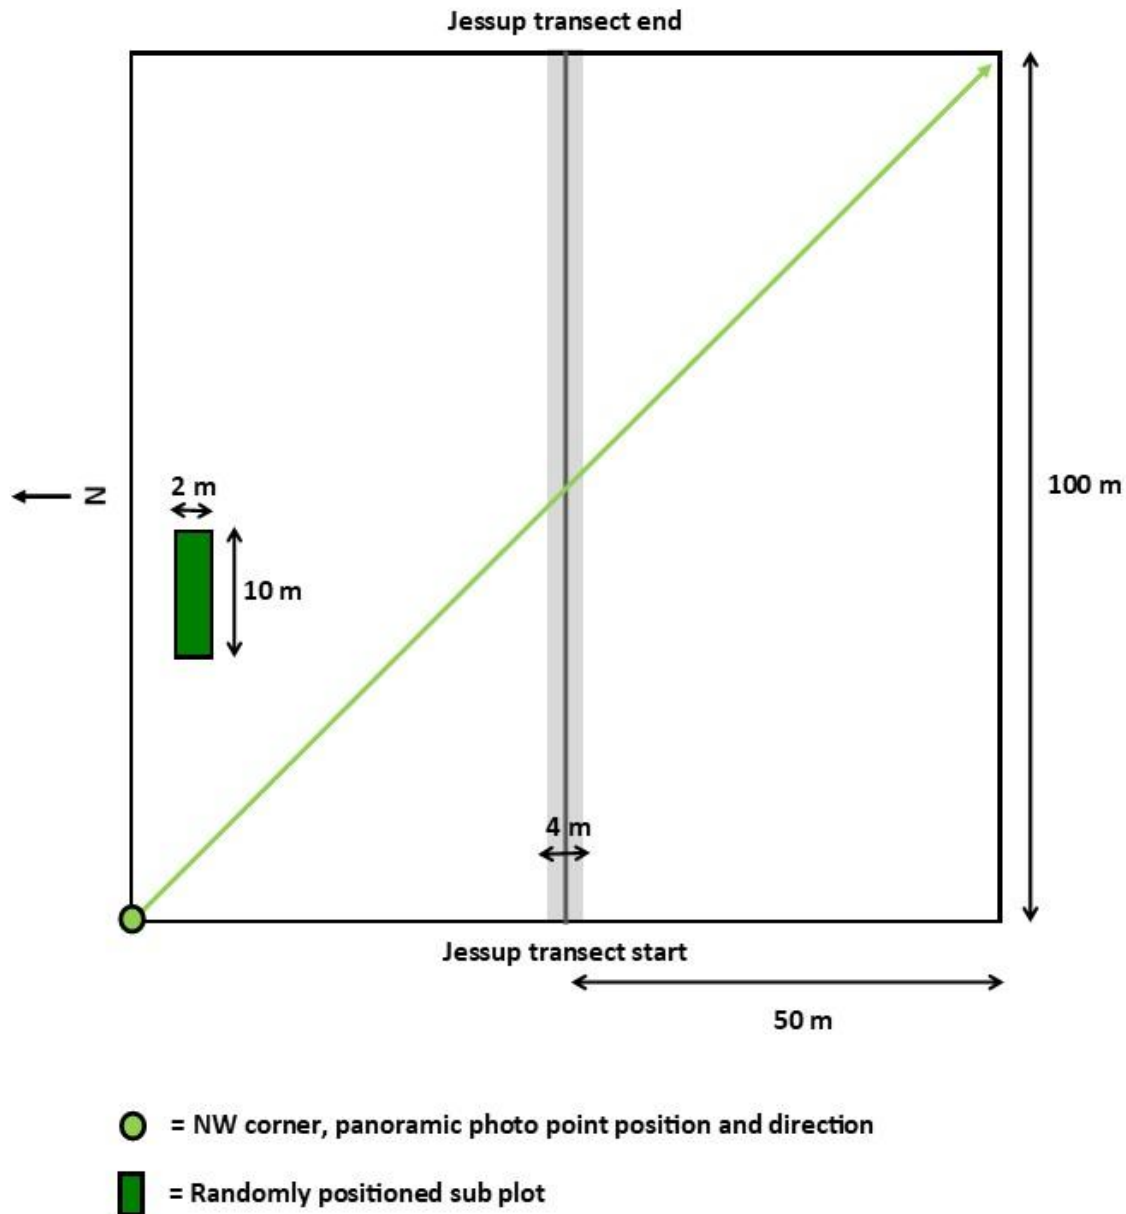 Jessup transect end
N
2 m
10 m
100 m
4 m
Jessup transect start
50 m
= NW corner, panoramic photo point position and direction
= Randomly positioned sub plot